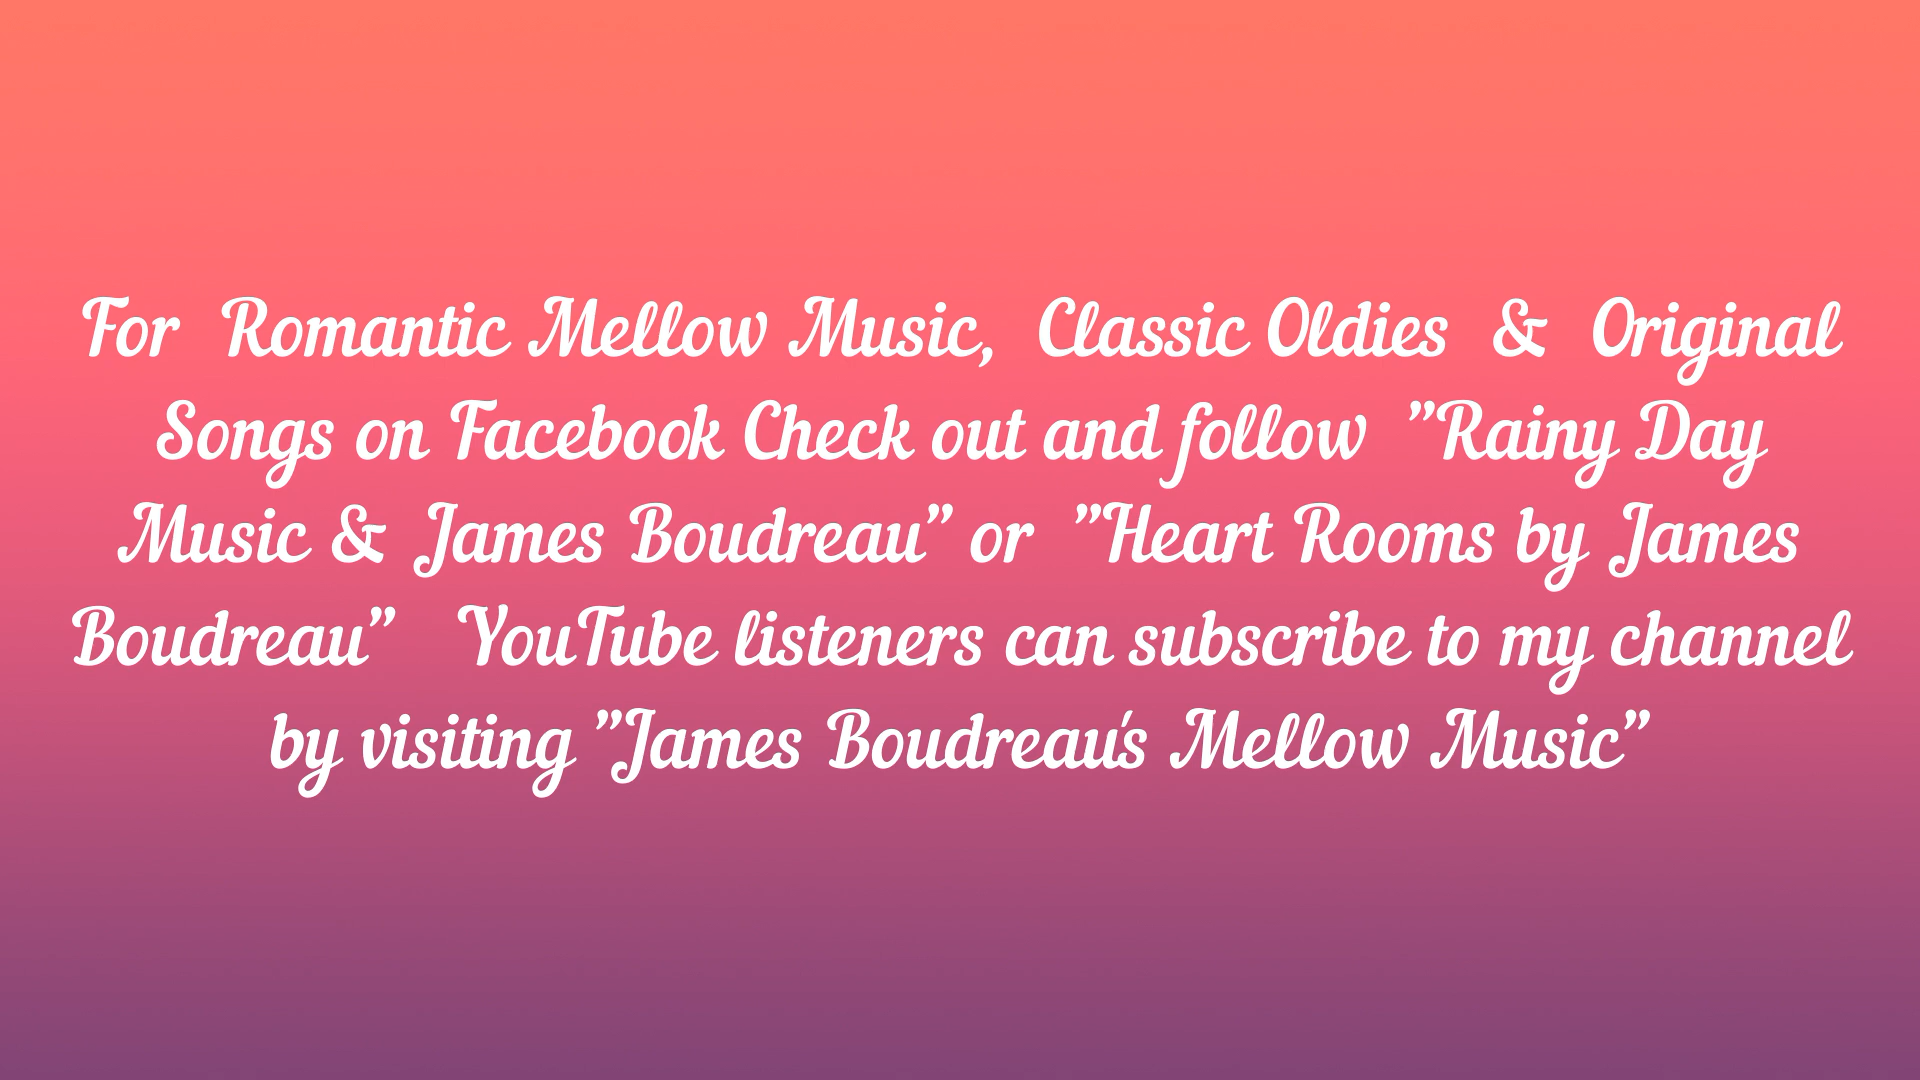 For Romantic Mellow Music, Classic Oldies & Original
Songs on Facebook Check out and follow "Rainy Day
Music & James Boudreau" or "Heart Rooms by James
Boudreau" YouTube listeners can subscribe to my channel
by visiting "James Boudreau's Mellow Music"